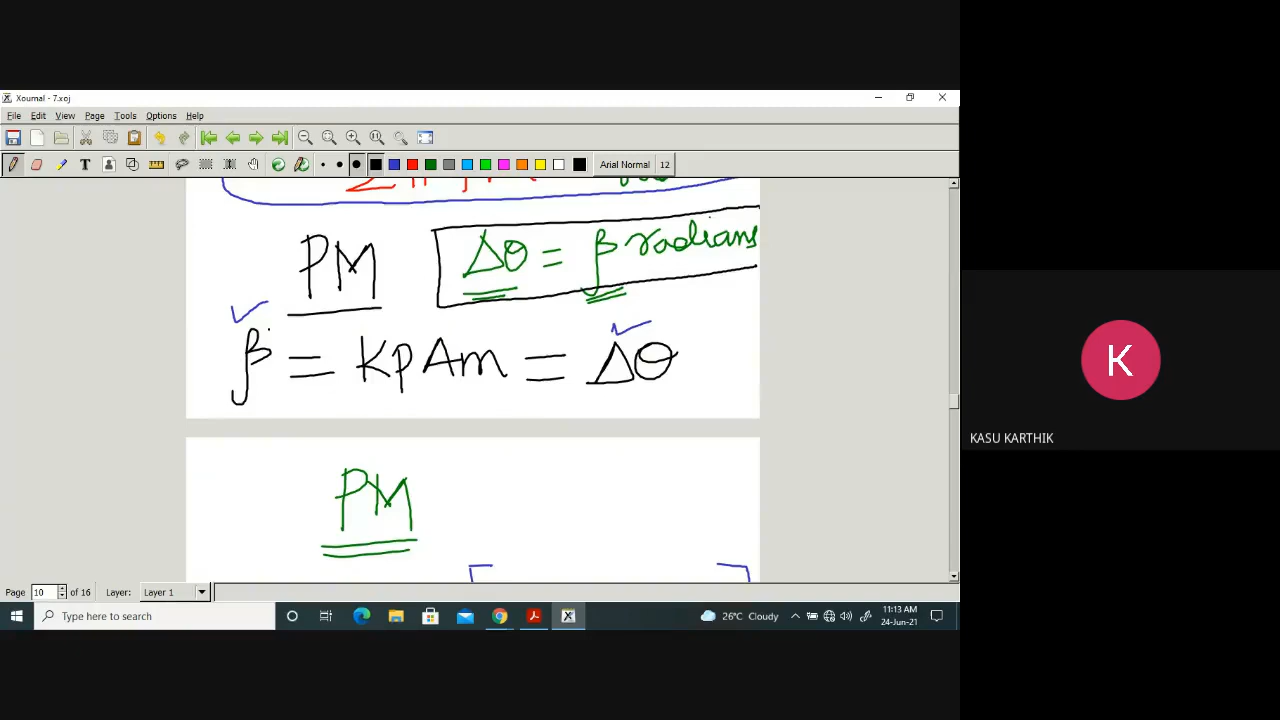 Xournal - 7.xoj
File Edit View Page Tools Options Help
Arial Normal 12
PM
Δθ = β radians
β = KpAm = Δθ
PM
Page 10 of 16 Layer: Layer 1
Type here to search
26°C Cloudy
11:13 AM
24-Jun-21
K
KASU KARTHIK